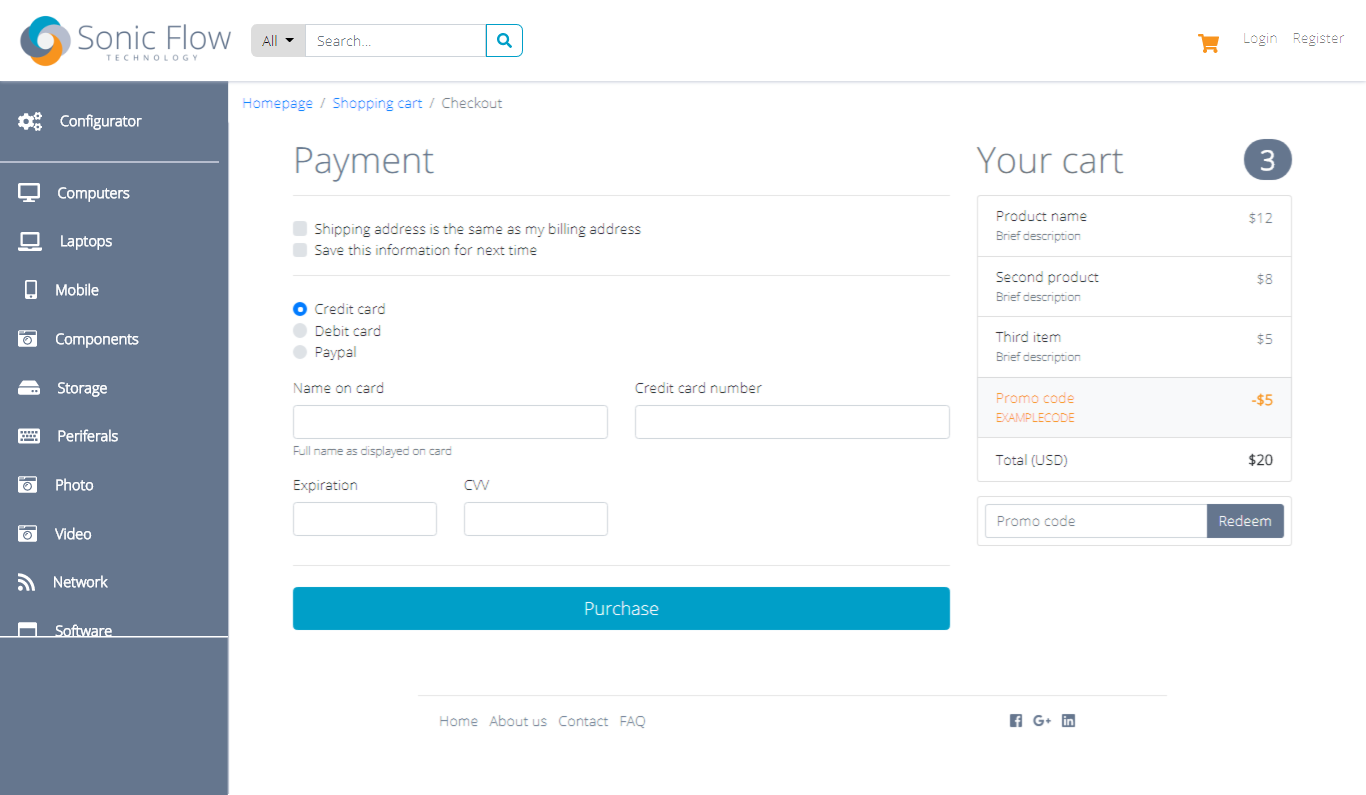 Sonic Flow
TECHNOLOGY
All
Search...
Login Register
Configurator
Computers
Laptops
Mobile
Components
Storage
Periferals
Photo
Video
Network
Software
Homepage / Shopping cart / Checkout
Payment
Shipping address is the same as my billing address
Save this information for next time
Credit card
Debit card
Paypal
Name on card
Full name as displayed on card
Credit card number
Expiration
CVV
Purchase
Your cart 3
Product name $12
Brief description
Second product $8
Brief description
Third item $5
Brief description
Promo code -$5
EXAMPLECODE
Total (USD) $20
Promo code Redeem
Home About us Contact FAQ
G+ in